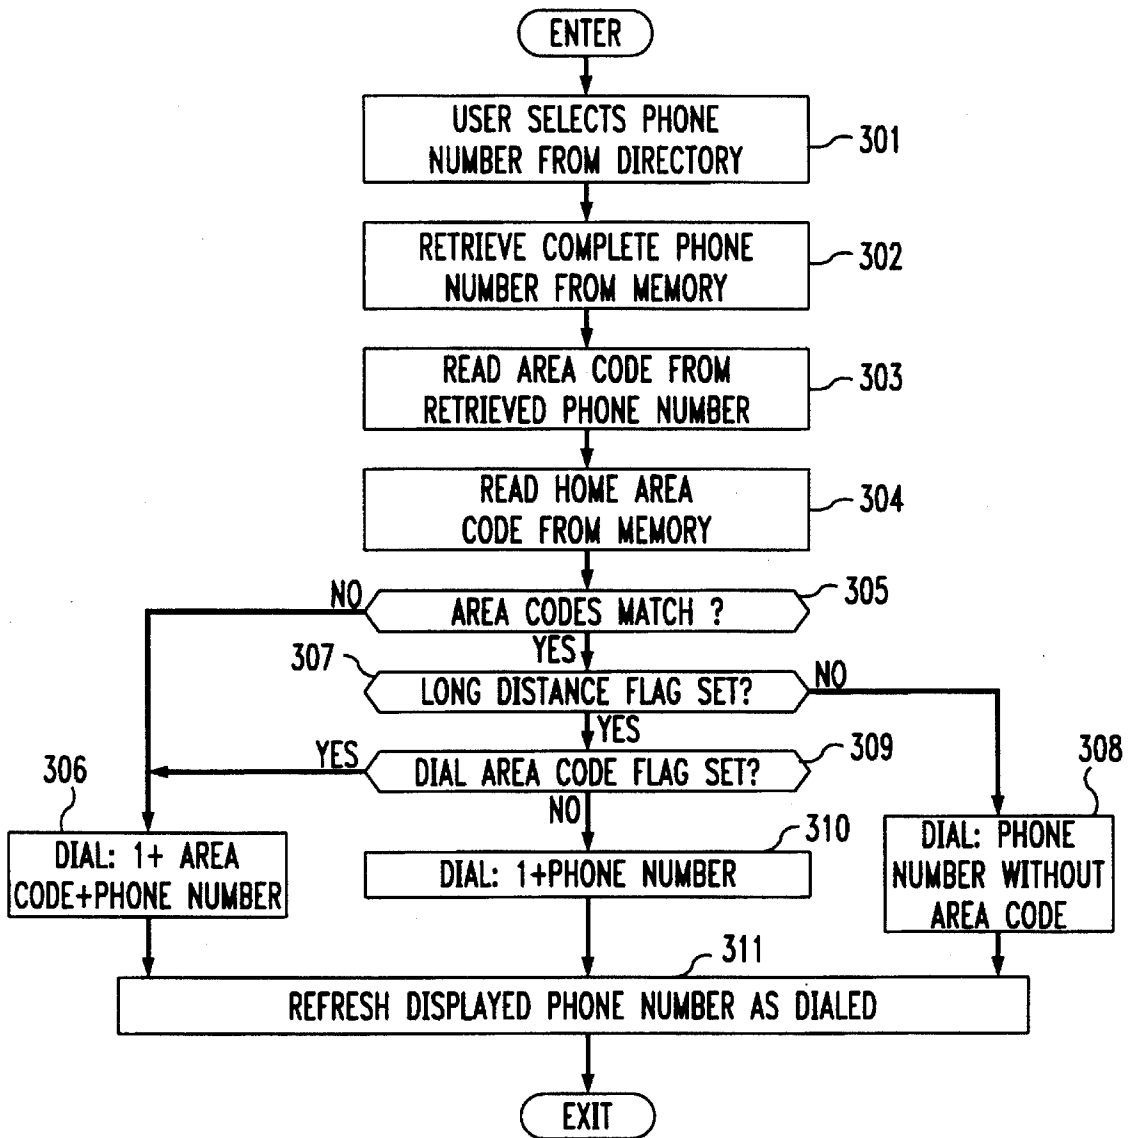 ENTER
USER SELECTS PHONE
NUMBER FROM DIRECTORY
301
RETRIEVE COMPLETE PHONE
NUMBER FROM MEMORY
302
READ AREA CODE FROM
RETRIEVED PHONE NUMBER
303
READ HOME AREA
CODE FROM MEMORY
304
NO
AREA CODES MATCH ?
305
YES
307
LONG DISTANCE FLAG SET?
NO
YES
YES
DIAL AREA CODE FLAG SET?
309
NO
306
DIAL: 1+ AREA
CODE+PHONE NUMBER
310
DIAL: 1+PHONE NUMBER
308
DIAL: PHONE
NUMBER WITHOUT
AREA CODE
311
REFRESH DISPLAYED PHONE NUMBER AS DIALED
EXIT